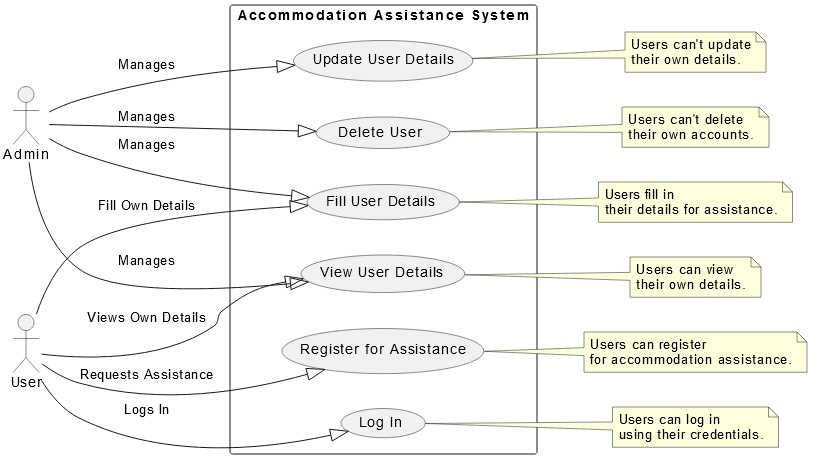 Accommodation Assistance System
Users can't update
their own details.
Update User Details
Manages
Manages
Users can't delete
their own accounts.
Delete User
Manages
Admin
Fill Own Details
Fill User Details
Users fill in
their details for assistance.
Manages
View User Details
Users can view
their own details.
Views Own Details
User
Register for Assistance
Users can register
for accommodation assistance.
Requests Assistance
Logs In
Log In
Users can log in
using their credentials.